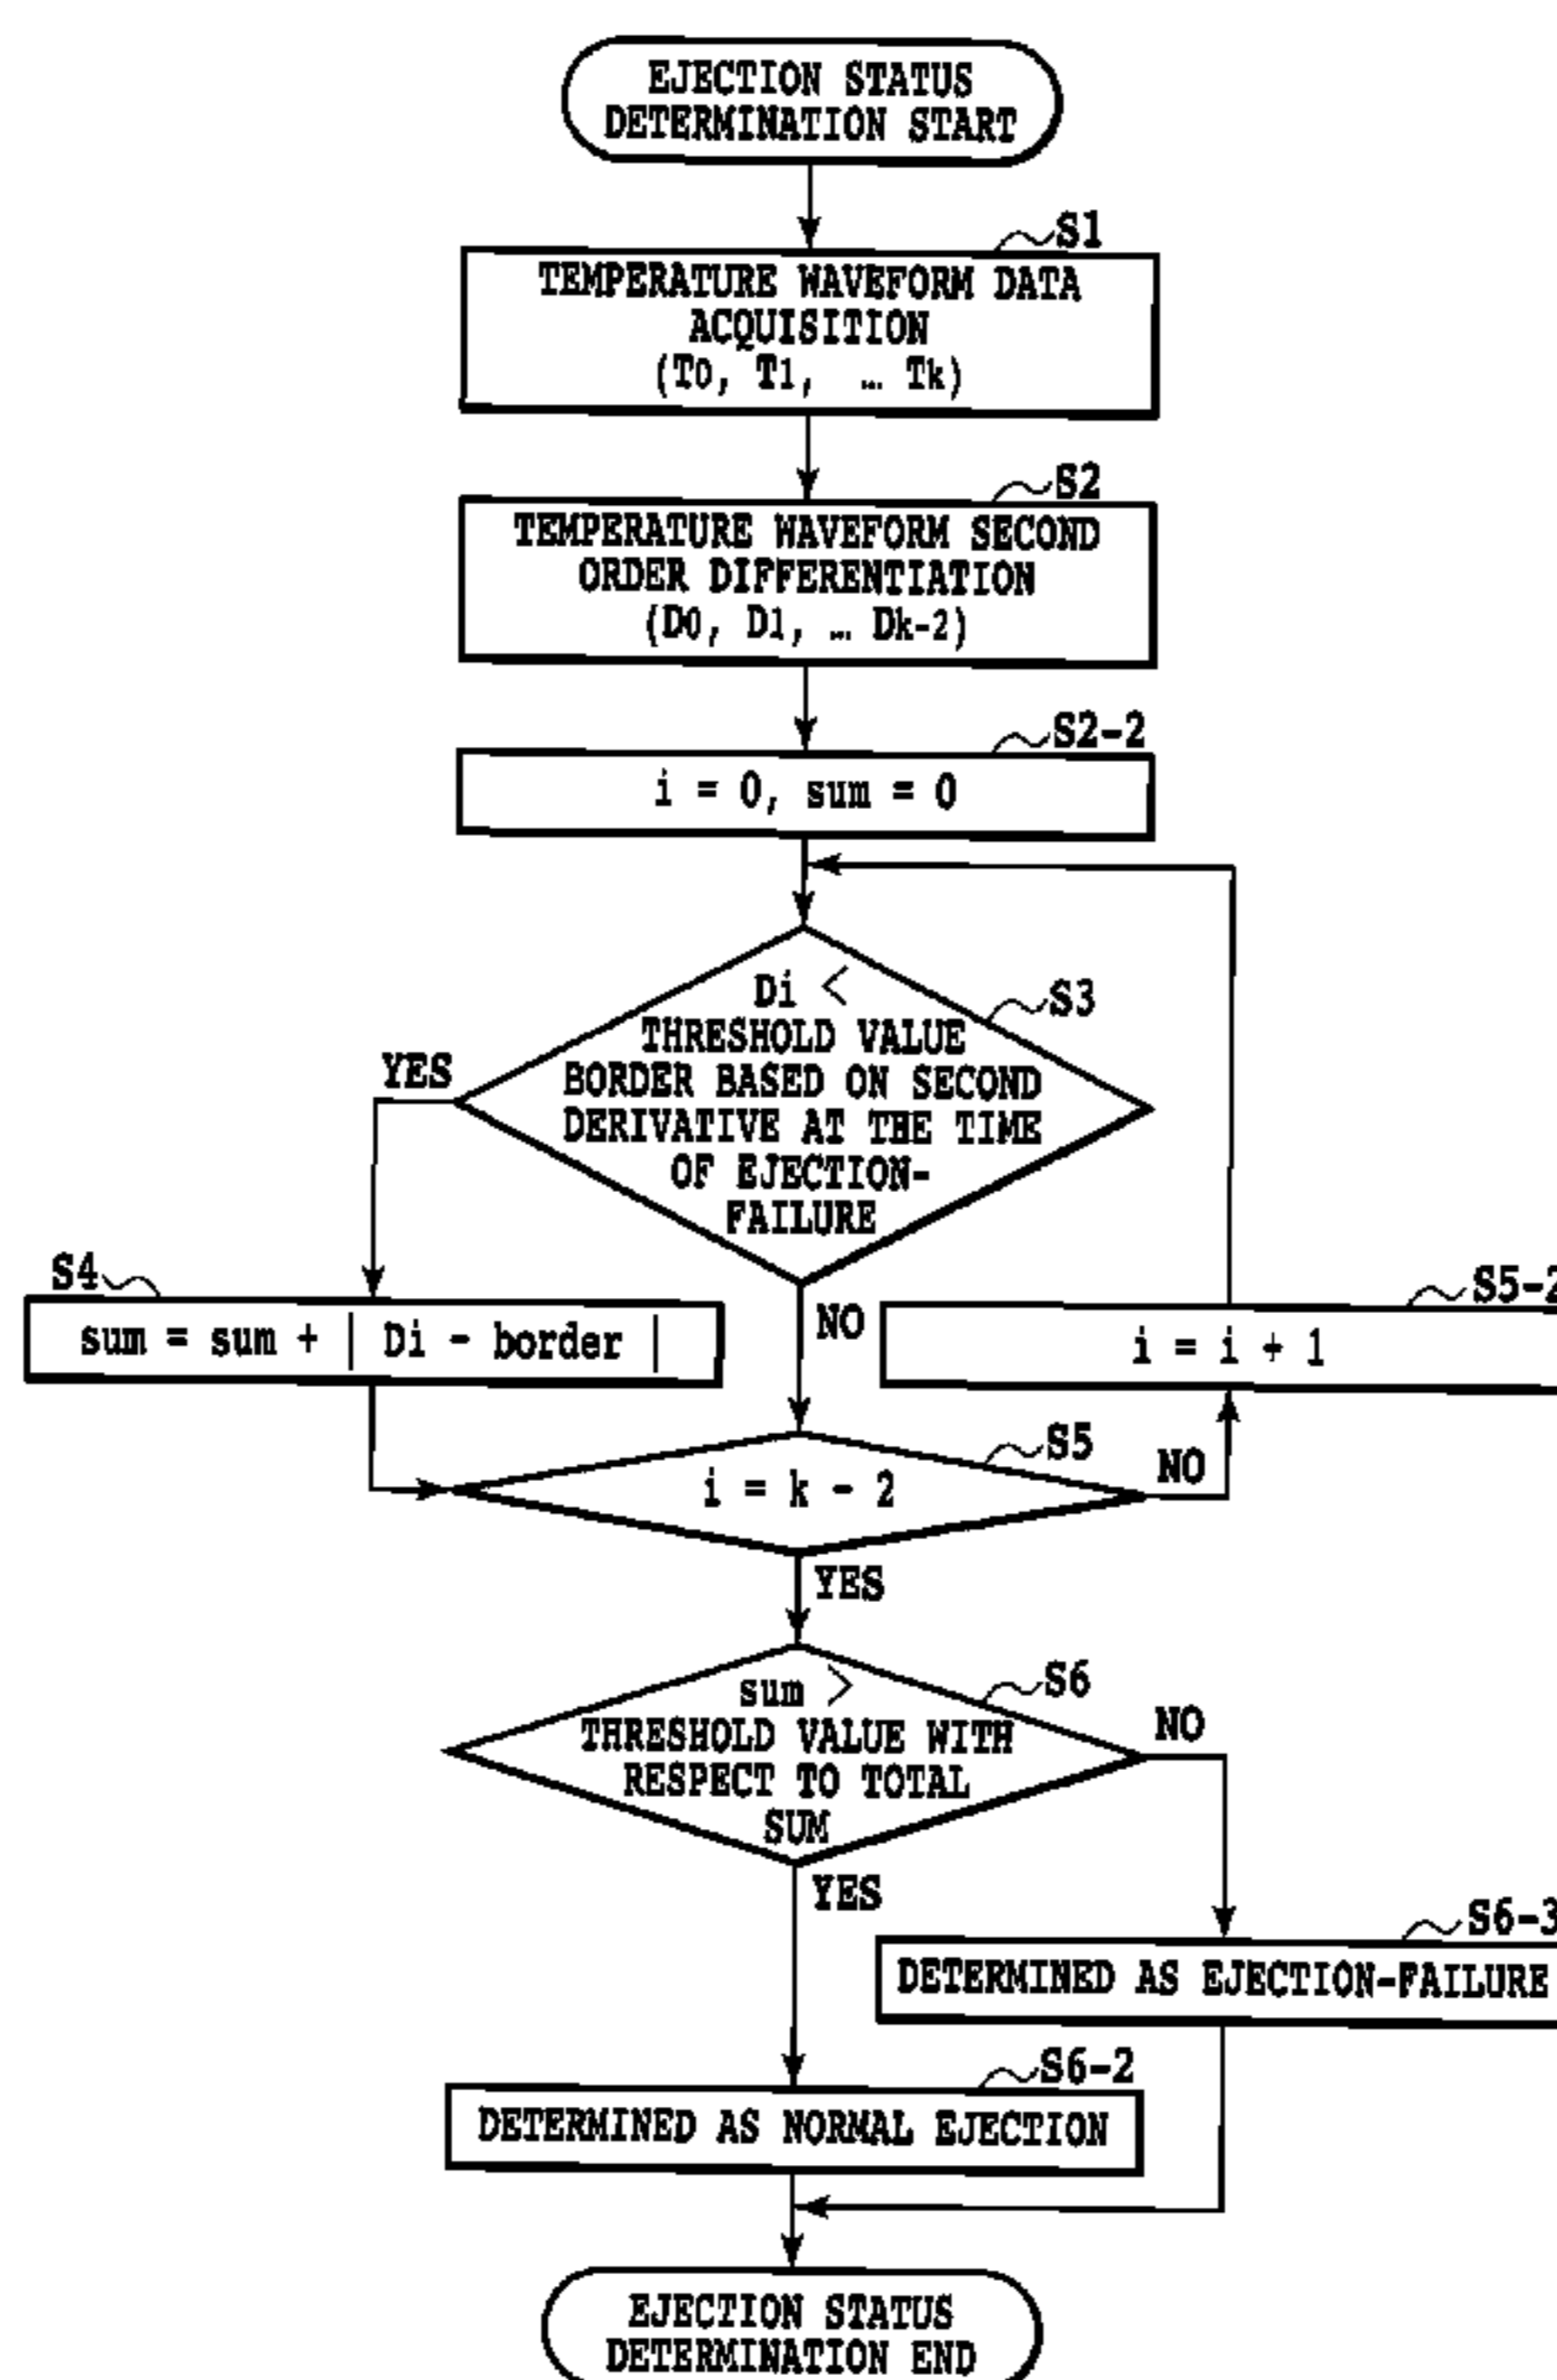 EJECTION STATUS
DETERMINATION START
S1
TEMPERATURE WAVEFORM DATA
ACQUISITION
(T0, T1, … Tk)
S2
TEMPERATURE WAVEFORM SECOND
ORDER DIFFERENTIATION
(D0, D1, … Dk-2)
S2-2
i = 0, sum = 0
Di <
THRESHOLD VALUE
BORDER BASED ON SECOND
DERIVATIVE AT THE TIME
OF EJECTION-
FAILURE
S3
YES
NO
S4
sum = sum + | Di - border |
S5-2
i = i + 1
S5
i = k - 2
NO
YES
S6
sum >
THRESHOLD VALUE WITH
RESPECT TO TOTAL
SUM
NO
YES
S6-3
DETERMINED AS EJECTION-FAILURE
S6-2
DETERMINED AS NORMAL EJECTION
EJECTION STATUS
DETERMINATION END